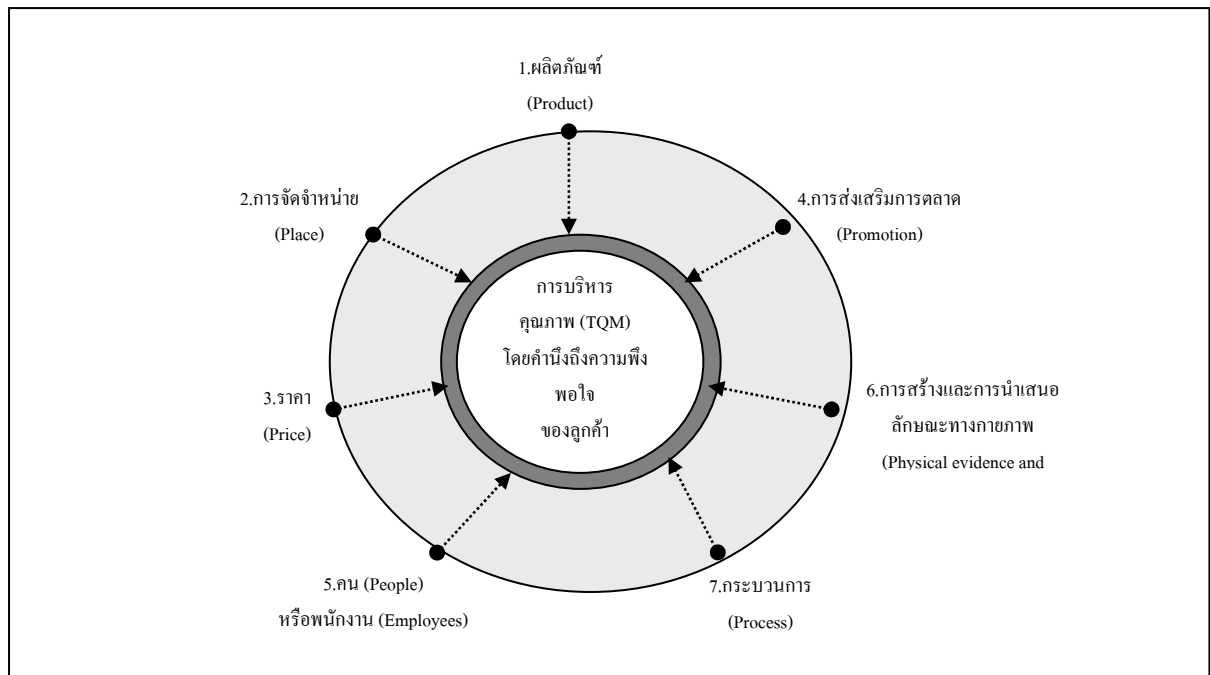 1.ผลิตภัณฑ์
(Product)
2.การจัดจำหน่าย
(Place)
4.การส่งเสริมการตลาด
(Promotion)
การบริหาร
คุณภาพ (TQM)
โดยคำนึงถึงความพึง
พอใจ
ของลูกค้า
3.ราคา
(Price)
6.การสร้างและการนำเสนอ
ลักษณะทางกายภาพ
(Physical evidence and
5.คน (People)
หรือพนักงาน (Employees)
7.กระบวนการ
(Process)